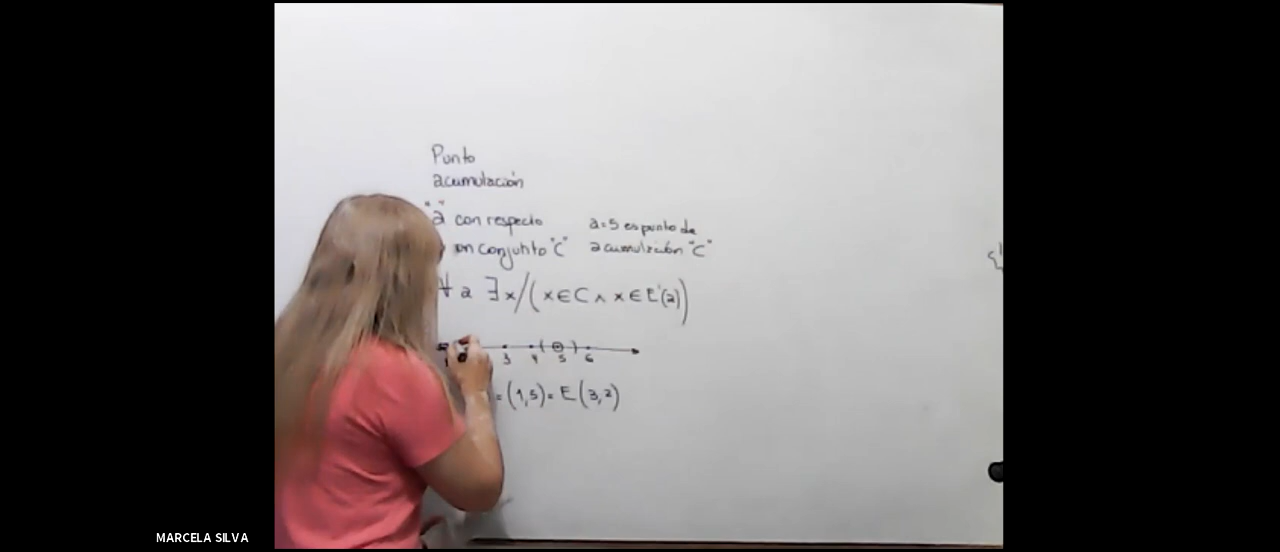 Punto
acumulación
"a" con respecto
un conjunto "C"
a=5 es punto de
acumulación "C"
∀ a ∃ x/(x∈C ∧ x∈E'(a))
3 4 ( 5 ) 6
=(1,5)= E(3,2)
MARCELA SILVA